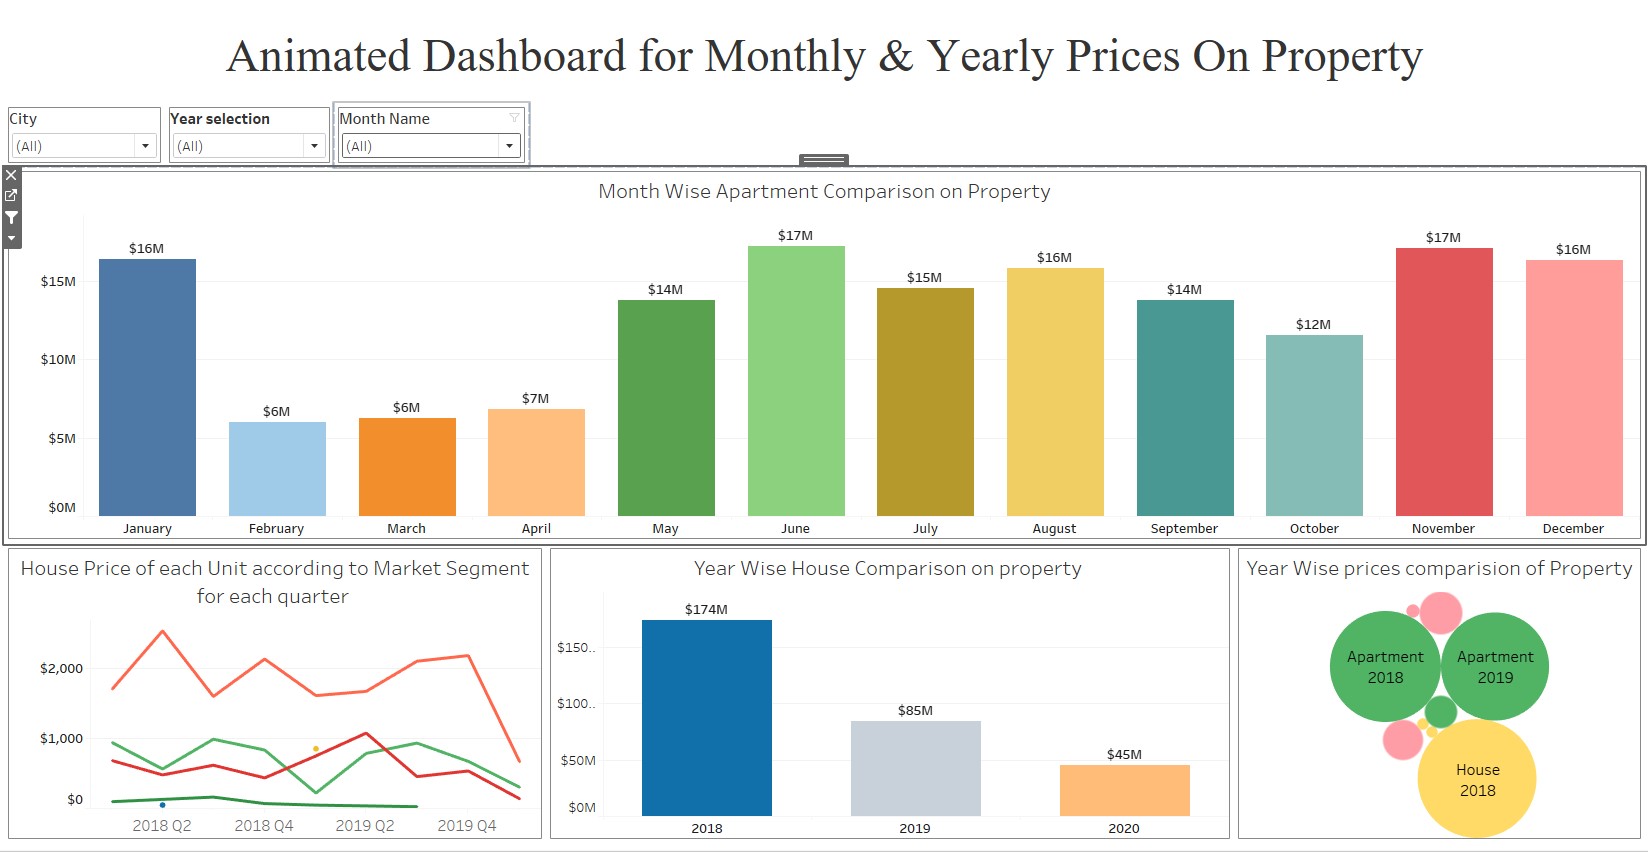 Animated Dashboard for Monthly & Yearly Prices On Property
City
Year selection
Month Name
(All)
(All)
(All)
Month Wise Apartment Comparison on Property
$15M
$10M
$5M
$0M
$16M
$6M
$6M
$7M
$14M
$17M
$15M
$16M
$14M
$12M
$17M
$16M
January
February
March
April
May
June
July
August
September
October
November
December
House Price of each Unit according to Market Segment
for each quarter
$2,000
$1,000
$0
2018 Q2
2018 Q4
2019 Q2
2019 Q4
Year Wise House Comparison on property
$150..
$100..
$50M
$0M
$174M
$85M
$45M
2018
2019
2020
Year Wise prices comparision of Property
Apartment
2018
Apartment
2019
House
2018